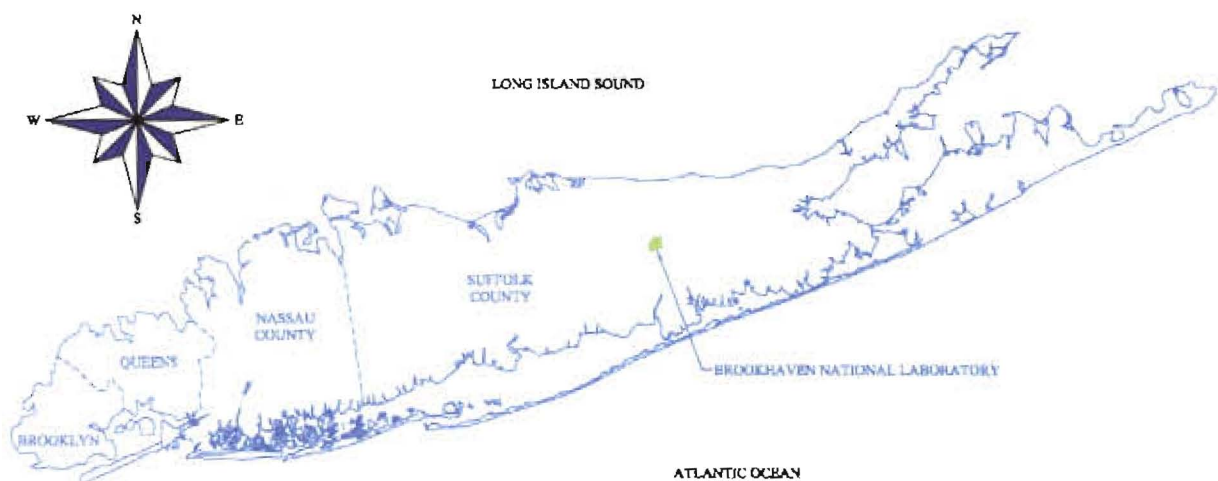 N
LONG ISLAND SOUND
W
E
S
SUFFOLK
COUNTY
NASSAU
COUNTY
QUEENS
BROOKHAVEN NATIONAL LABORATORY
BROOKLYN
ATLANTIC OCEAN